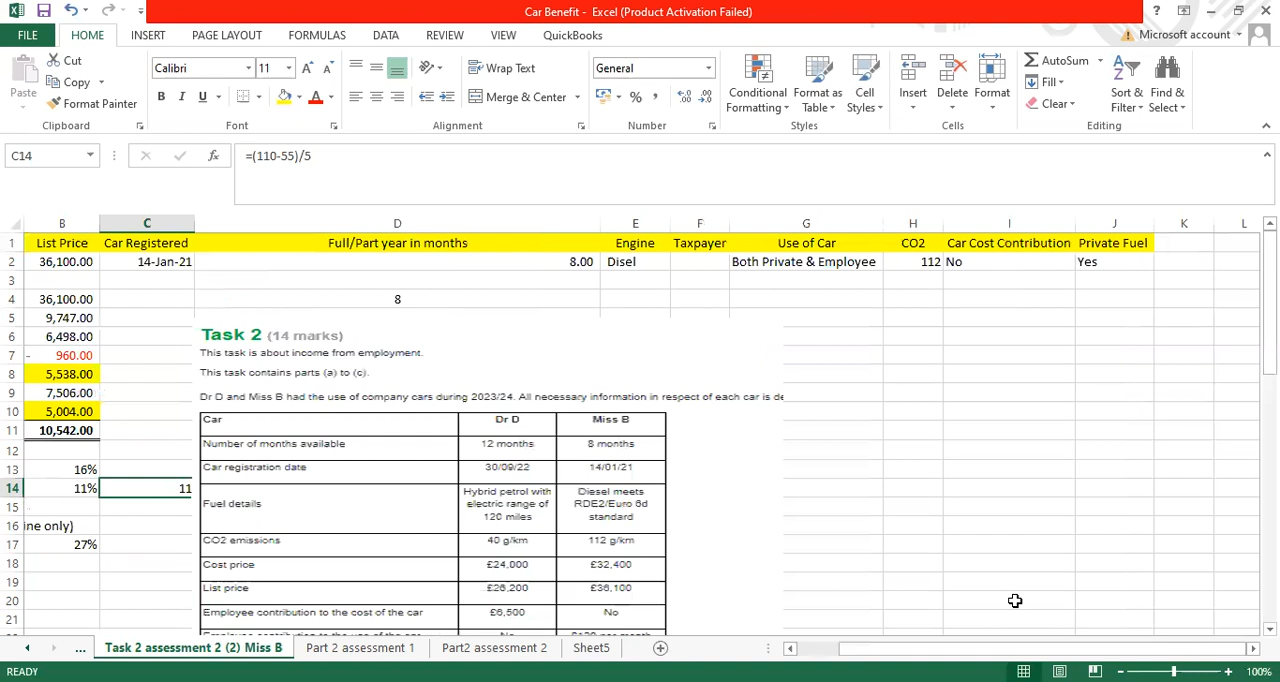 Car Benefit - Excel (Product Activation Failed)
?
FILE HOME INSERT PAGE LAYOUT FORMULAS DATA REVIEW VIEW QuickBooks Microsoft account
Paste Cut Copy Format Painter
Calibri 11 A A B I U A
Wrap Text Merge & Center
General % ,
Conditional Formatting Format as Table Cell Styles
Insert Delete Format
AutoSum Fill Clear Sort & Filter Find & Select
Clipboard Font Alignment Number Styles Cells Editing
C14 fx =(110-55)/5
B C D E F G H I J K L
1 List Price Car Registered Full/Part year in months Engine Taxpayer Use of Car CO2 Car Cost Contribution Private Fuel
2 36,100.00 14-Jan-21 8.00 Disel Both Private & Employee 112 No Yes
3
4 36,100.00 8
5 9,747.00
6 6,498.00
7 - 960.00
8 5,538.00
9 7,506.00
10 5,004.00
11 10,542.00
12
13 16%
14 11% 11
15
16 ine only)
17 27%
18
19
20
21
Task 2 (14 marks)
This task is about income from employment.
This task contains parts (a) to (c).
Dr D and Miss B had the use of company cars during 2023/24. All necessary information in respect of each car is de
Car Dr D Miss B
Number of months available 12 months 8 months
Car registration date 30/09/22 14/01/21
Fuel details Hybrid petrol with electric range of 120 miles Diesel meets RDE2/Euro 6d standard
CO2 emissions 40 g/km 112 g/km
Cost price £24,000 £32,400
List price £26,200 £36,100
Employee contribution to the cost of the car £6,500 No
... Task 2 assessment 2 (2) Miss B Part 2 assessment 1 Part2 assessment 2 Sheet5
READY 100%